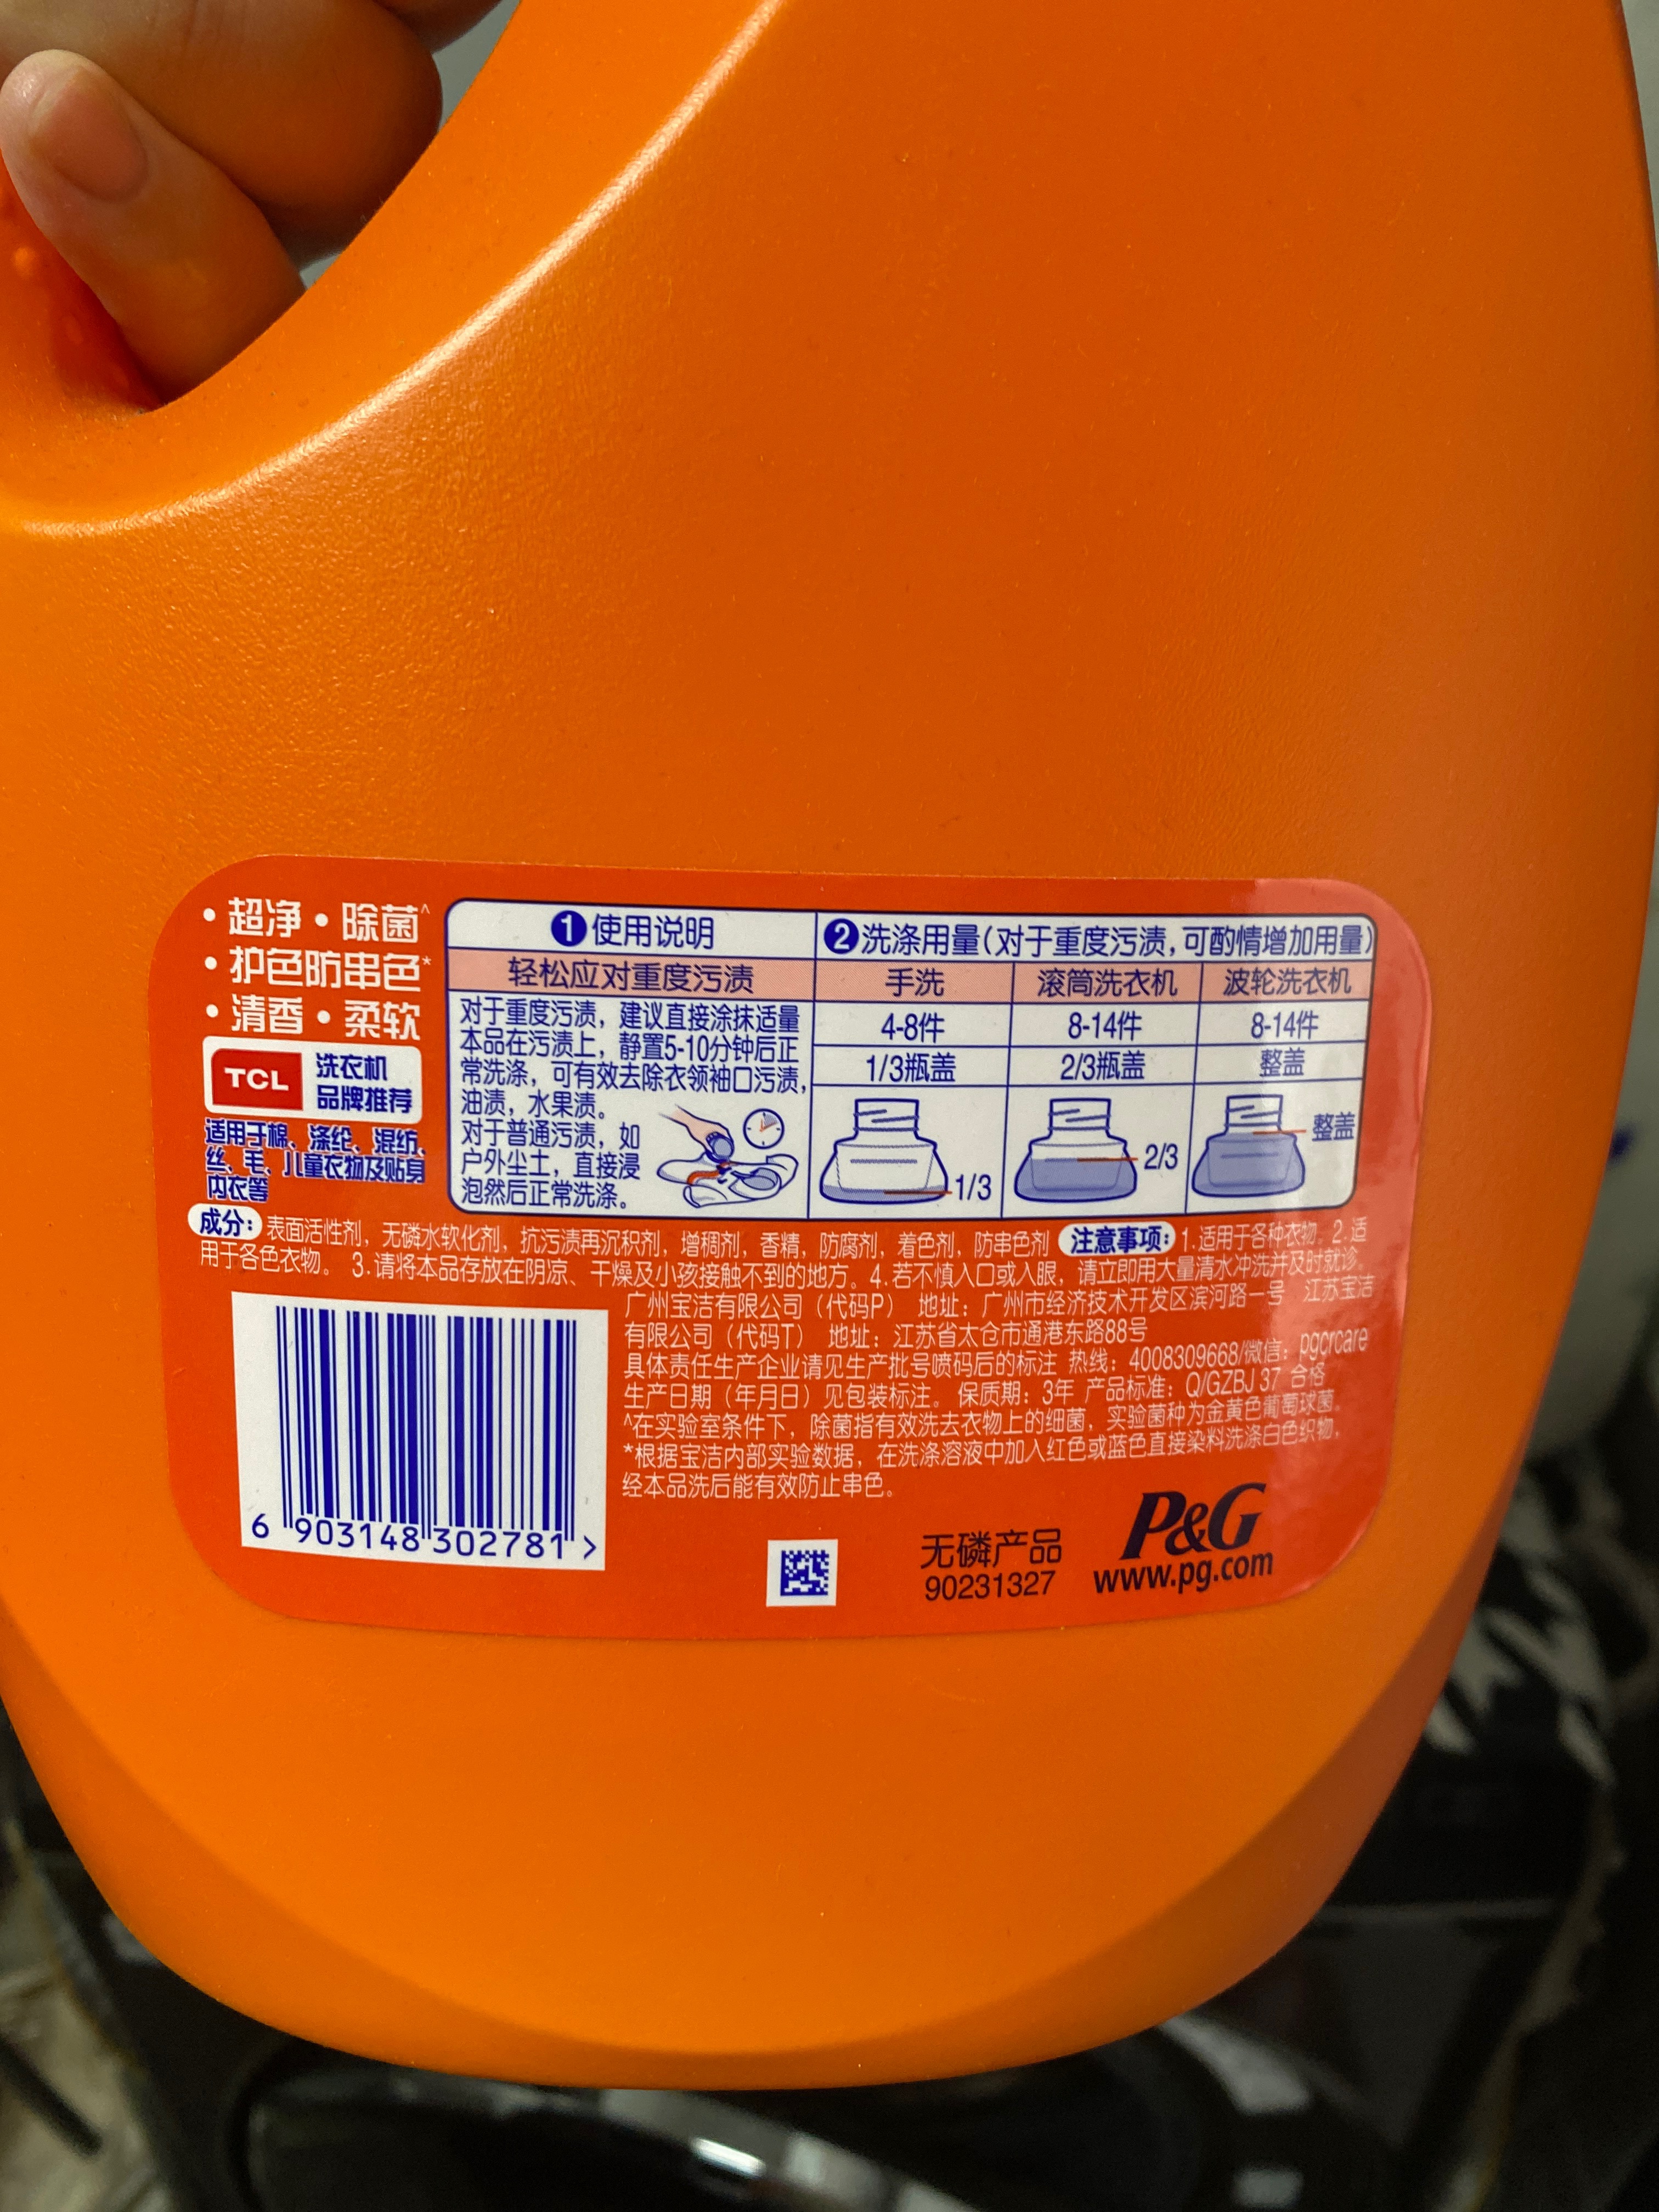 • 超净 • 除菌^
• 护色防串色*
• 清香 • 柔软
TCL 洗衣机
品牌推荐
适用于棉、涤纶、混纺、
丝、毛、儿童衣物及贴身
内衣等
1 使用说明
轻松应对重度污渍
对于重度污渍，建议直接涂抹适量
本品在污渍上，静置5-10分钟后正
常洗涤，可有效去除衣领袖口污渍，
油渍，水果渍。
对于普通污渍，如
户外尘土，直接浸
泡然后正常洗涤。
2 洗涤用量(对于重度污渍,可酌情增加用量)
手洗 滚筒洗衣机 波轮洗衣机
4-8件 8-14件 8-14件
1/3瓶盖 2/3瓶盖 整盖
1/3 2/3 整盖
成分: 表面活性剂，无磷水软化剂，抗污渍再沉积剂，增稠剂，香精，防腐剂，着色剂，防串色剂 注意事项: 1.适用于各种衣物。2.适
用于各色衣物。 3.请将本品存放在阴凉、干燥及小孩接触不到的地方。4.若不慎入口或入眼，请立即用大量清水冲洗并及时就诊。
广州宝洁有限公司（代码P） 地址：广州市经济技术开发区滨河路一号 江苏宝洁
有限公司（代码T） 地址：江苏省太仓市通港东路88号
具体责任生产企业请见生产批号喷码后的标注 热线：4008309668/微信：pgcrcare
生产日期（年月日）见包装标注。 保质期：3年 产品标准：Q/GZBJ 37 合格
^在实验室条件下，除菌指有效洗去衣物上的细菌，实验菌种为金黄色葡萄球菌。
*根据宝洁内部实验数据，在洗涤溶液中加入红色或蓝色直接染料洗涤白色织物，
经本品洗后能有效防止串色。
6 903148 302781 >
无磷产品
90231327
P&G
www.pg.com